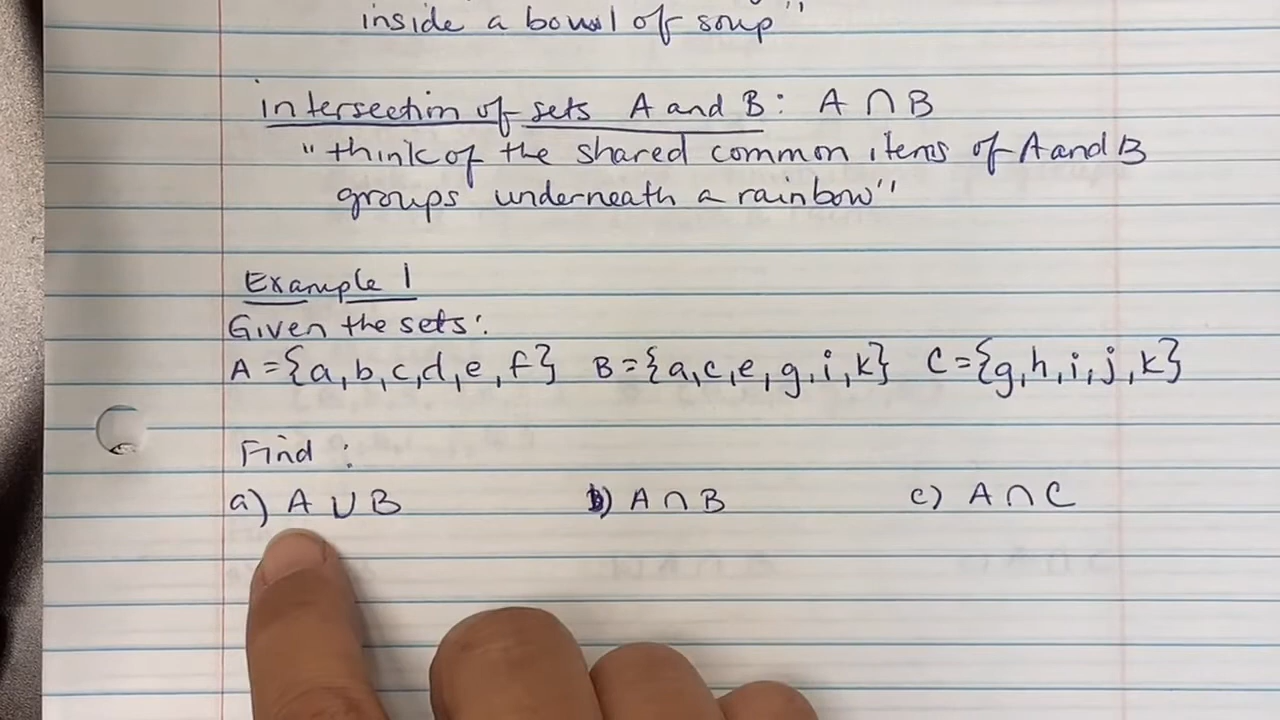 inside a bowl of soup"
intersection of sets A and B: A ∩ B
"think of the shared common items of A and B
groups underneath a rainbow"
Example 1
Given the sets:
A = {a, b, c, d, e, f} B = {a, c, e, g, i, k} C = {g, h, i, j, k}
Find:
a) A ∪ B b) A ∩ B c) A ∩ C